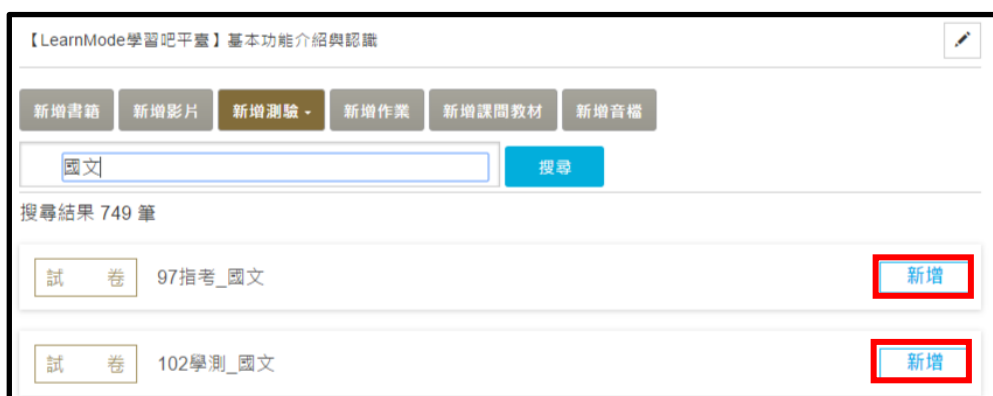 【LearnMode學習吧平臺】基本功能介紹與認識
新增書籍 新增影片 新增測驗 新增作業 新增課間教材 新增音檔
國文 搜尋
搜尋結果 749 筆
試 卷 97指考_國文 新增
試 卷 102學測_國文 新增